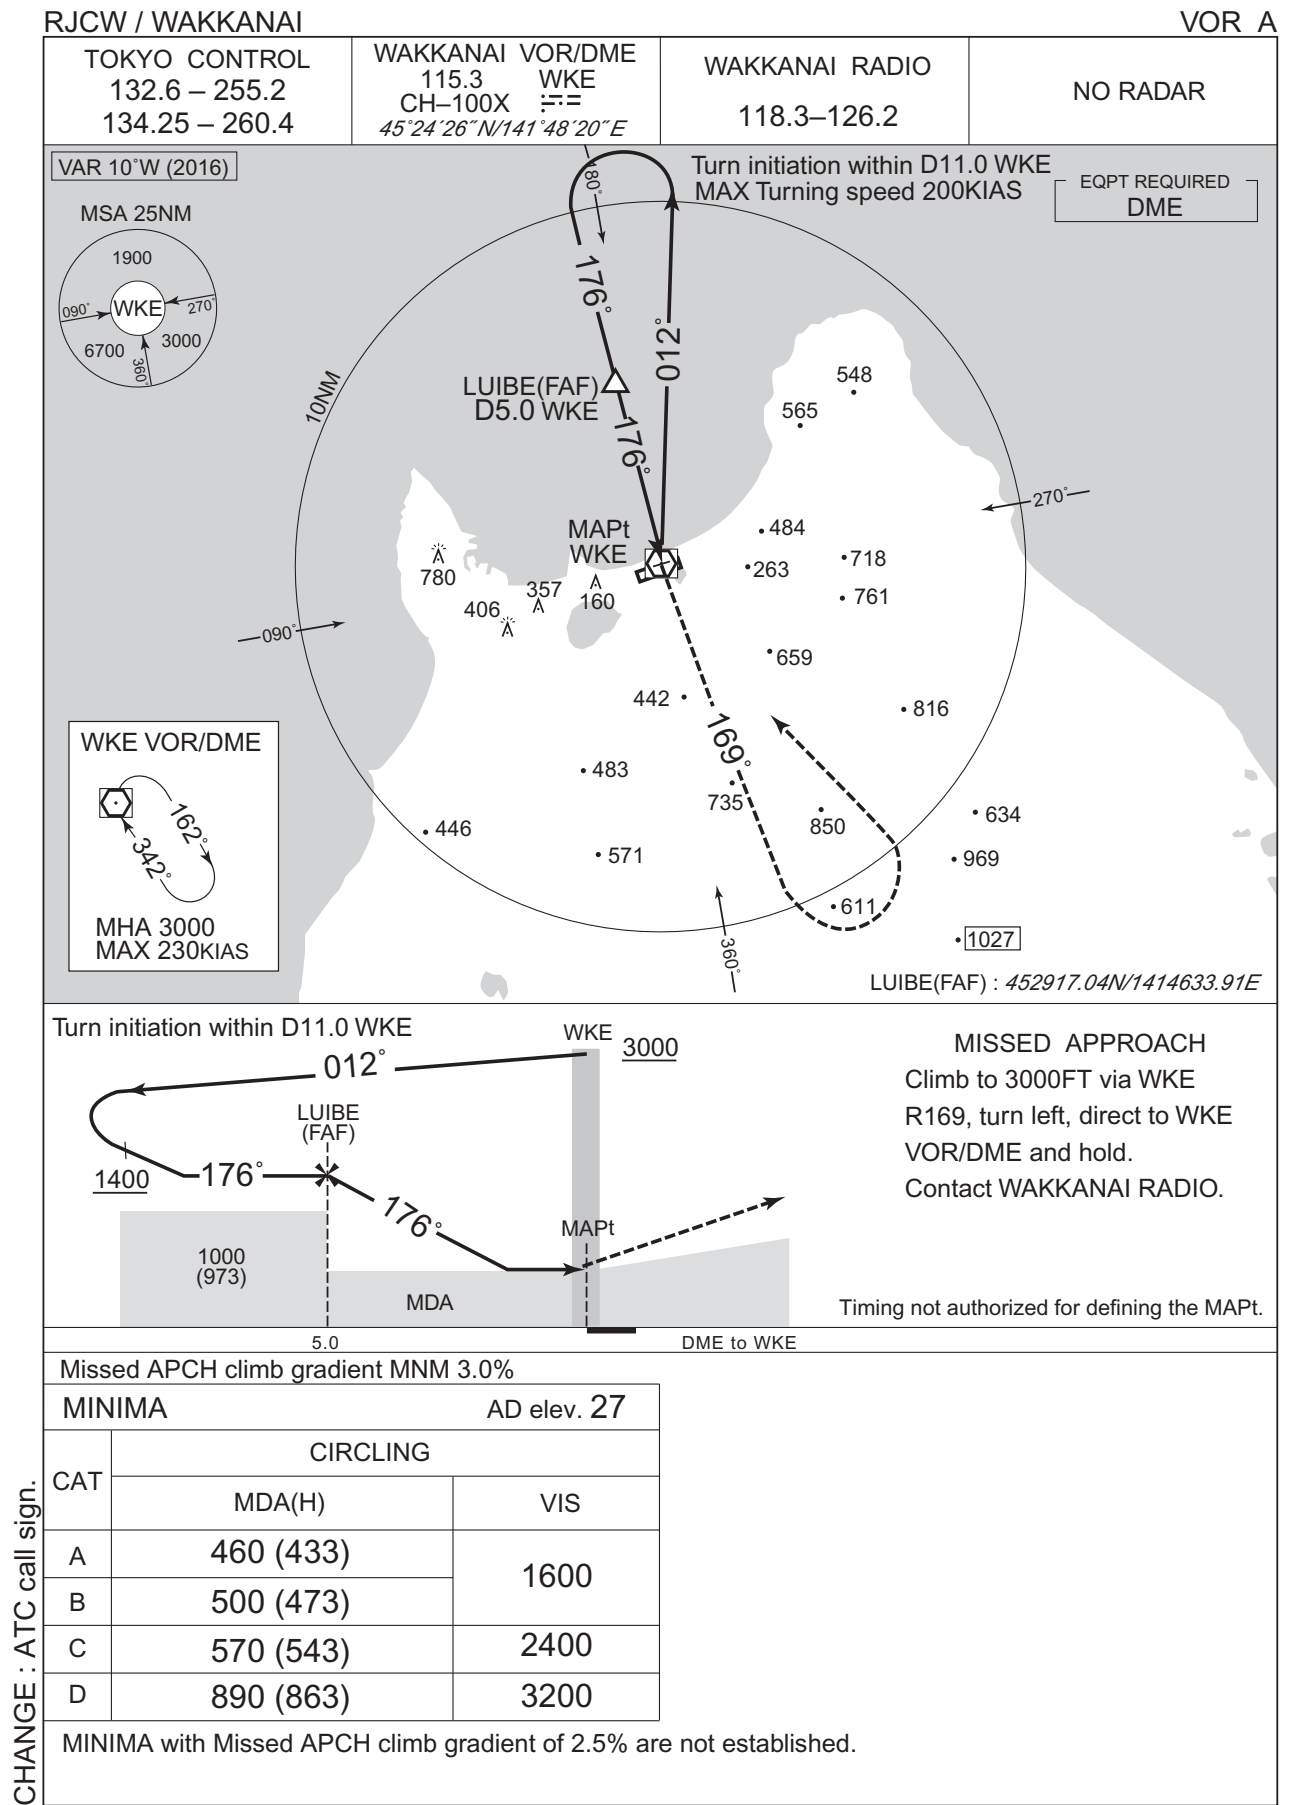 RJCW / WAKKANAI
VOR A
TOKYO CONTROL
132.6 – 255.2
134.25 – 260.4
WAKKANAI VOR/DME
115.3 WKE
CH–100X
45°24´26˝N/141°48´20˝E
WAKKANAI RADIO
118.3–126.2
NO RADAR
VAR 10°W (2016)
Turn initiation within D11.0 WKE
MAX Turning speed 200KIAS
EQPT REQUIRED
DME
MSA 25NM
1900
090°
WKE
270°
6700
3000
360°
180°
176°
012°
10NM
LUIBE(FAF)
D5.0 WKE
176°
548
565
270°
MAPt
WKE
484
718
263
780
357
160
761
406
090°
659
442
816
169°
483
735
850
634
446
571
969
611
1027
360°
WKE VOR/DME
162°
342°
MHA 3000
MAX 230KIAS
LUIBE(FAF) : 452917.04N/1414633.91E
Turn initiation within D11.0 WKE
WKE
3000
012°
LUIBE
(FAF)
1400
176°
176°
MAPt
1000
(973)
MDA
5.0
DME to WKE
MISSED APPROACH
Climb to 3000FT via WKE
R169, turn left, direct to WKE
VOR/DME and hold.
Contact WAKKANAI RADIO.
Timing not authorized for defining the MAPt.
Missed APCH climb gradient MNM 3.0%
MINIMA AD elev. 27
CAT
CIRCLING
MDA(H) VIS
A 460 (433) 1600
B 500 (473)
C 570 (543) 2400
D 890 (863) 3200
MINIMA with Missed APCH climb gradient of 2.5% are not established.
CHANGE : ATC call sign.